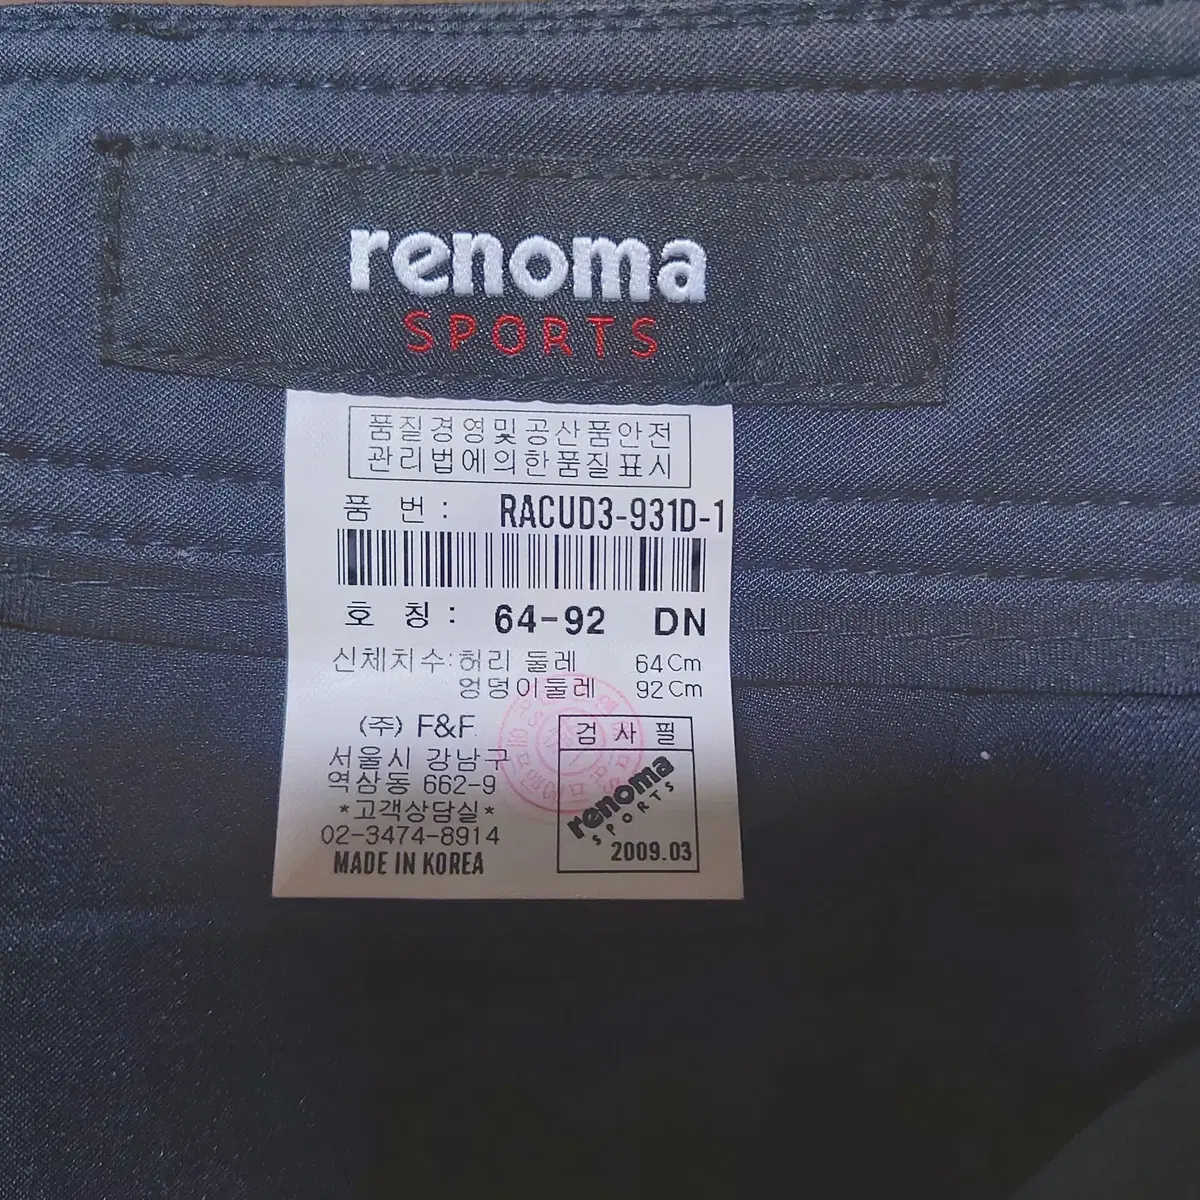 renoma
SPORTS
품질경영및공산품안전
관리법에의한품질표시
품 번 : RACUD3-931D-1
호 칭 : 64-92 DN
신체치수:허리 둘레 64Cm
엉덩이둘레 92Cm
(주) F&F
서울시 강남구
역삼동 662-9
*고객상담실*
02-3474-8914
MADE IN KOREA
검 사 필
renoma
SPORTS
2009.03